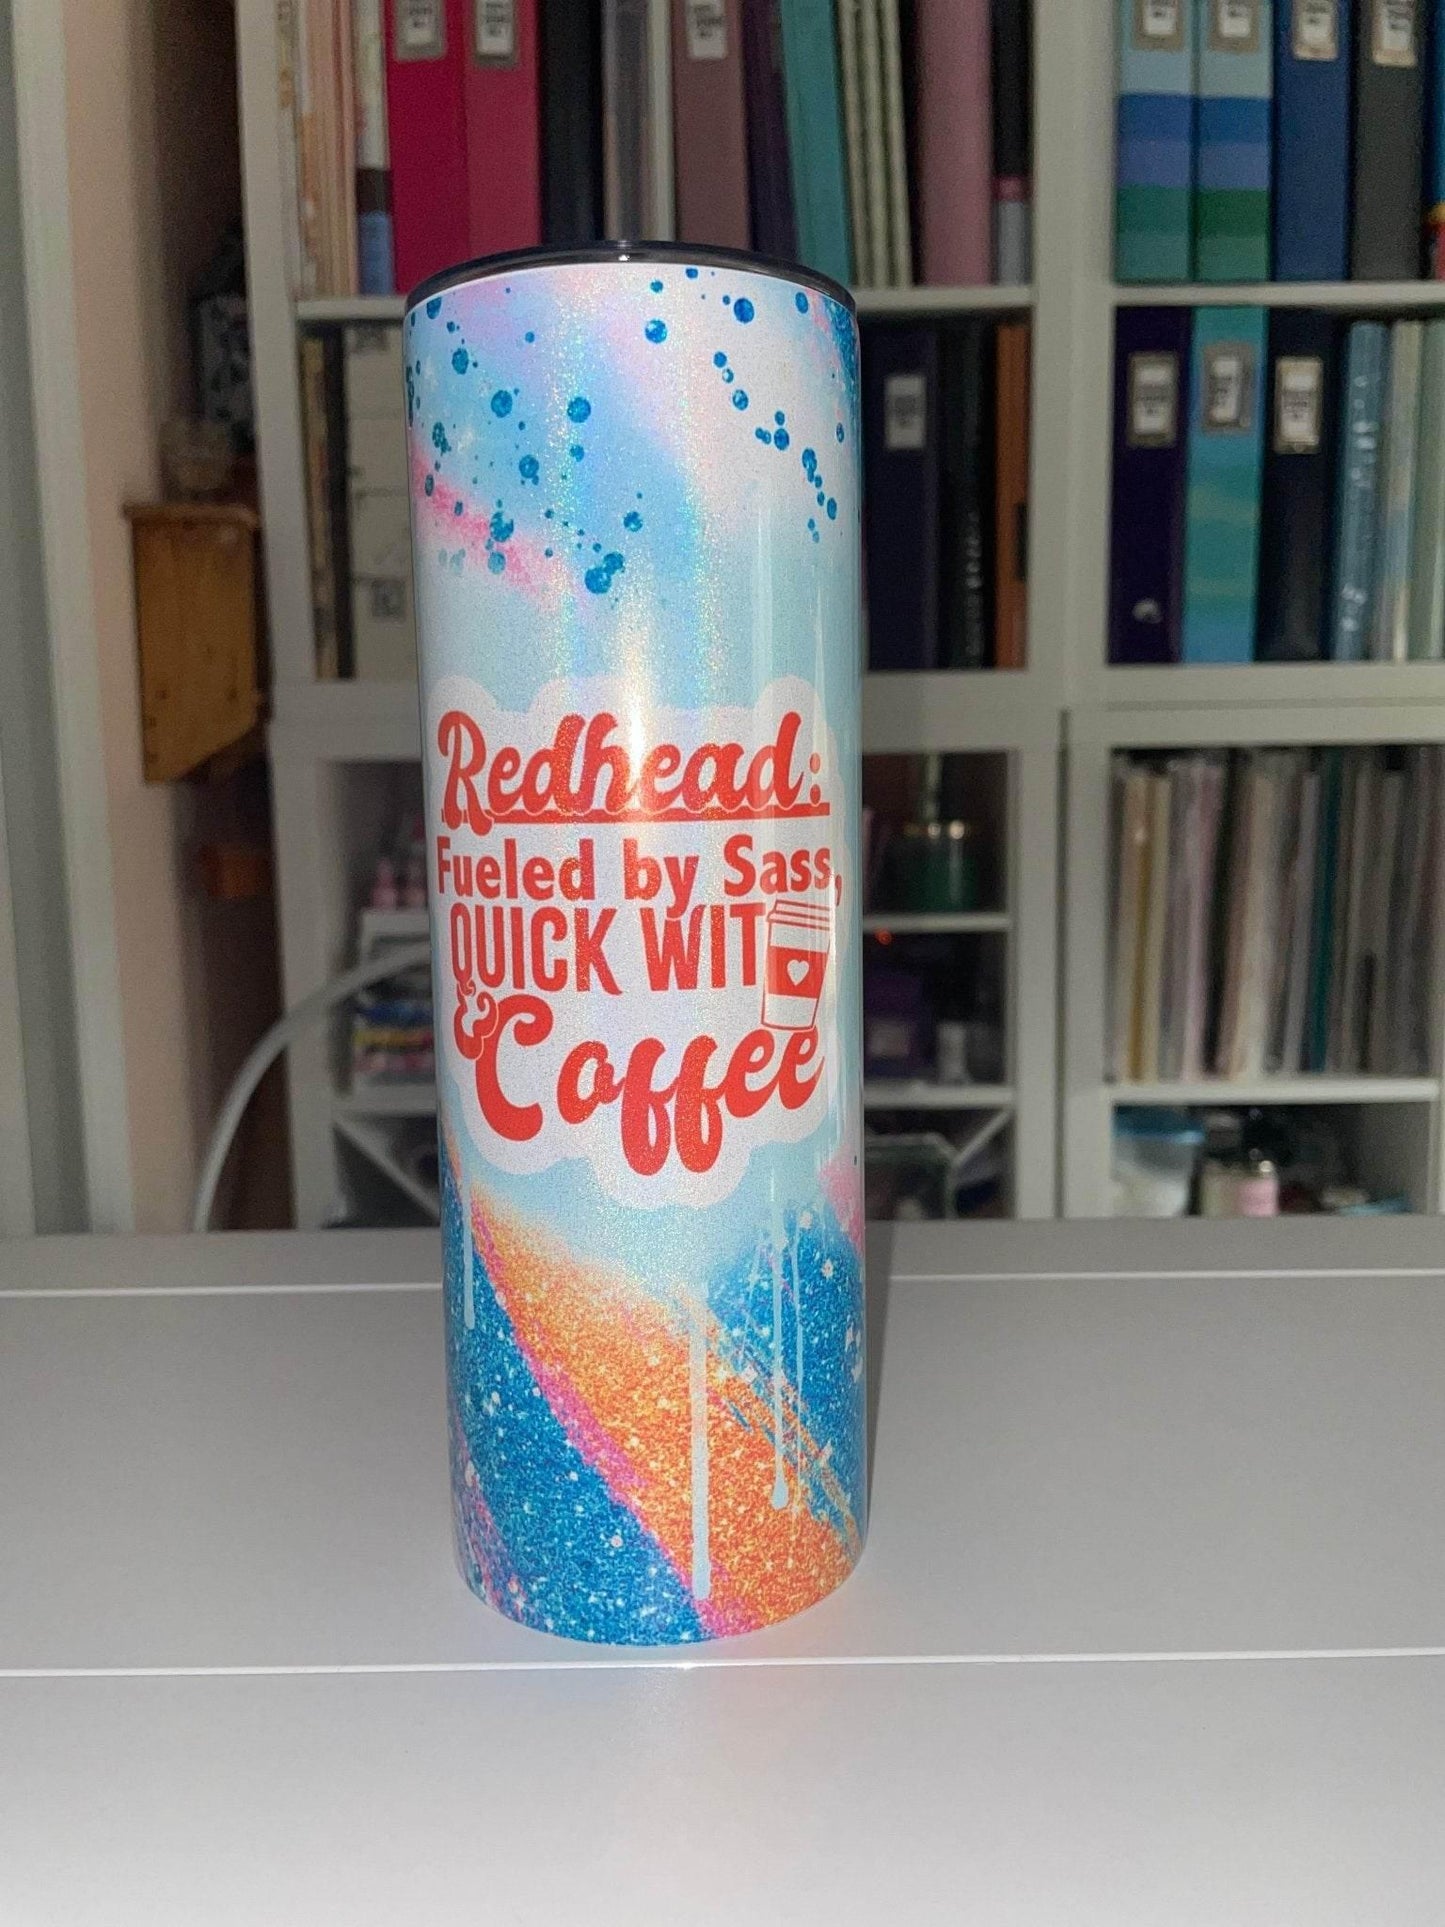 Redhead:
Fueled by Sass,
QUICK WIT
& Coffee